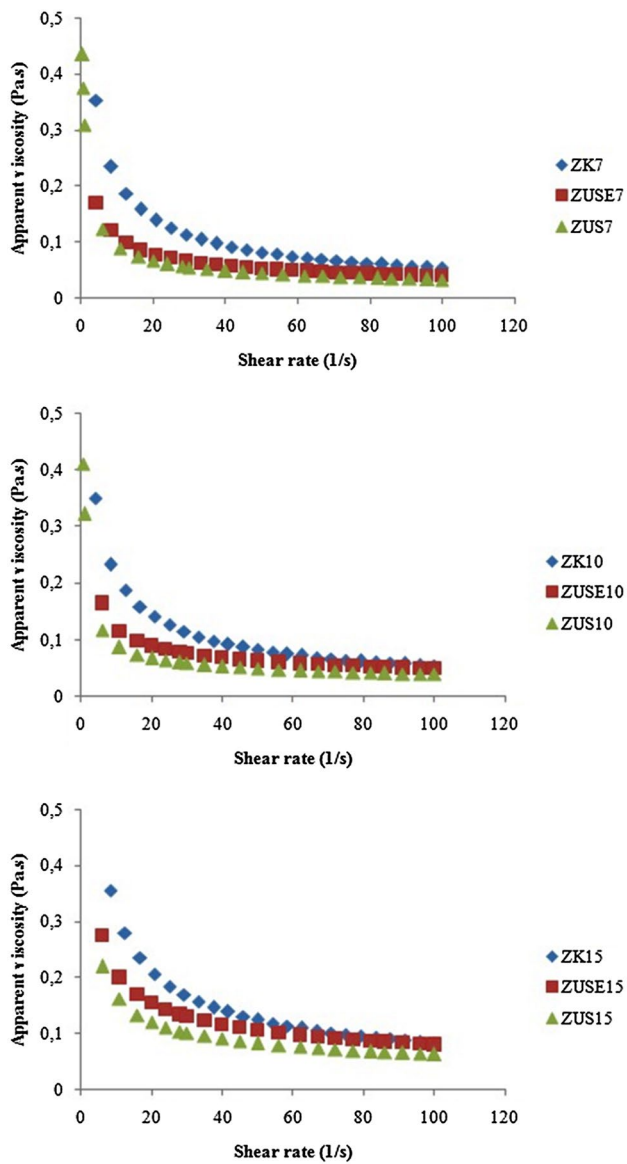 0,5
0,4
0,3
0,2
0,1
0
Apparent viscosity (Pa.s)
0 20 40 60 80 100 120
Shear rate (1/s)
ZK7
ZUSE7
ZUS7
0,5
0,4
0,3
0,2
0,1
0
Apparent viscosity (Pa.s)
0 20 40 60 80 100 120
Shear rate (1/s)
ZK10
ZUSE10
ZUS10
0,5
0,4
0,3
0,2
0,1
0
Apparent viscosity (Pa.s)
0 20 40 60 80 100 120
Shear rate (1/s)
ZK15
ZUSE15
ZUS15